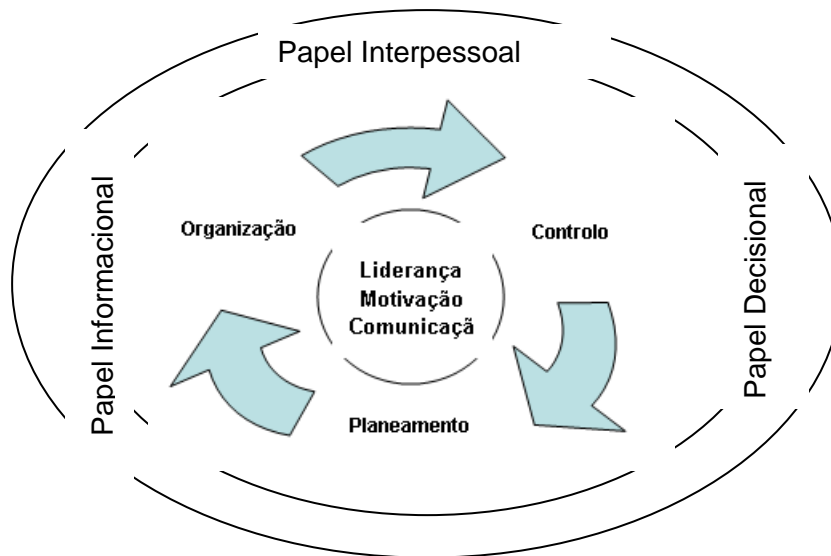 Papel Interpessoal
Papel Informacional
Organização
Controlo
Liderança
Motivação
Comunicaçã
Planeamento
Papel Decisional